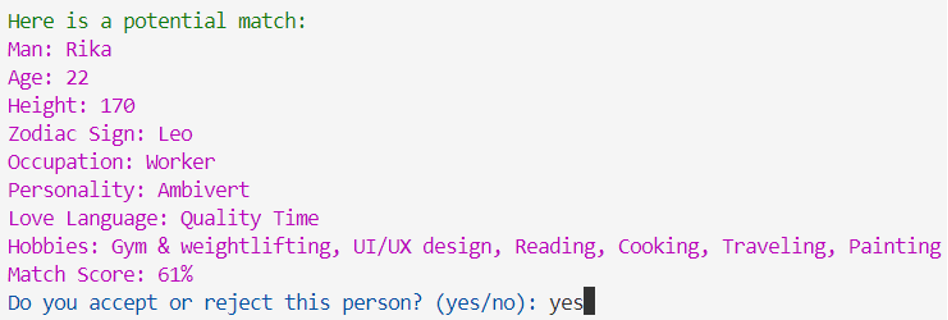 Here is a potential match:
Man: Rika
Age: 22
Height: 170
Zodiac Sign: Leo
Occupation: Worker
Personality: Ambivert
Love Language: Quality Time
Hobbies: Gym & weightlifting, UI/UX design, Reading, Cooking, Traveling, Painting
Match Score: 61%
Do you accept or reject this person? (yes/no): yes